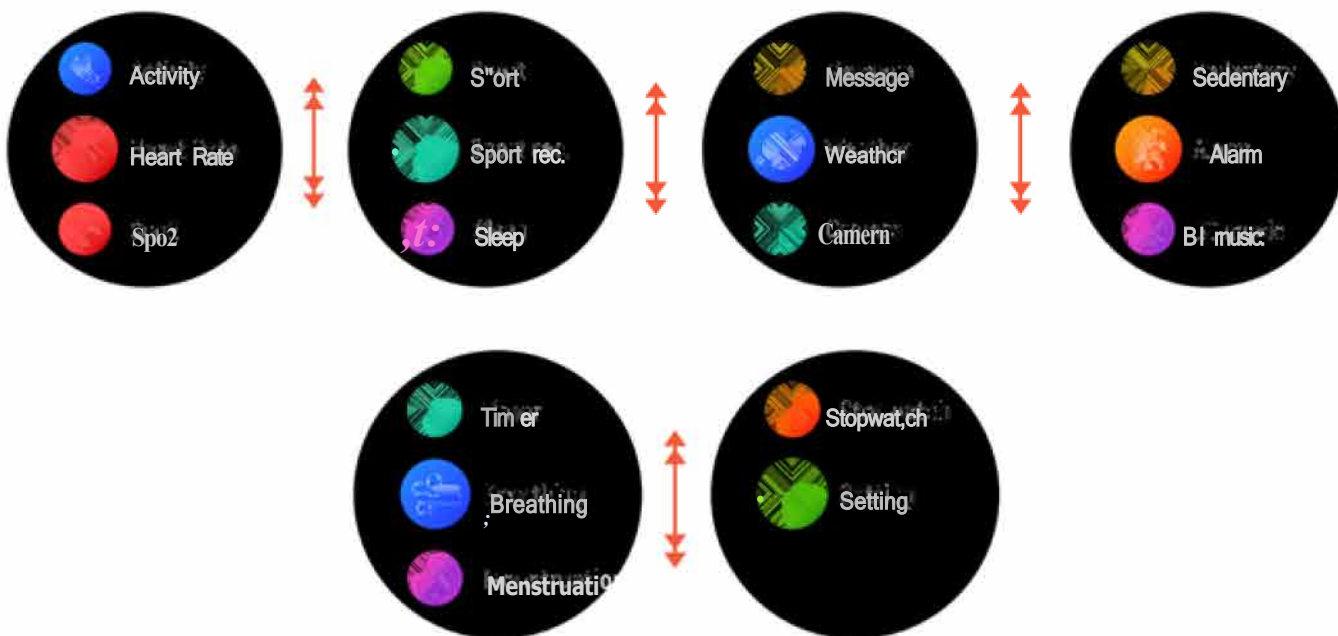 Activity
Heart Rate
Spo2
S"ort
Sport rec.
,t: Sleep
Message
Weathcr
Camern
Sedentary
Alarm
Bl music:
Tim er
;Breathing
Menstruati
Stopwat,ch
Setting